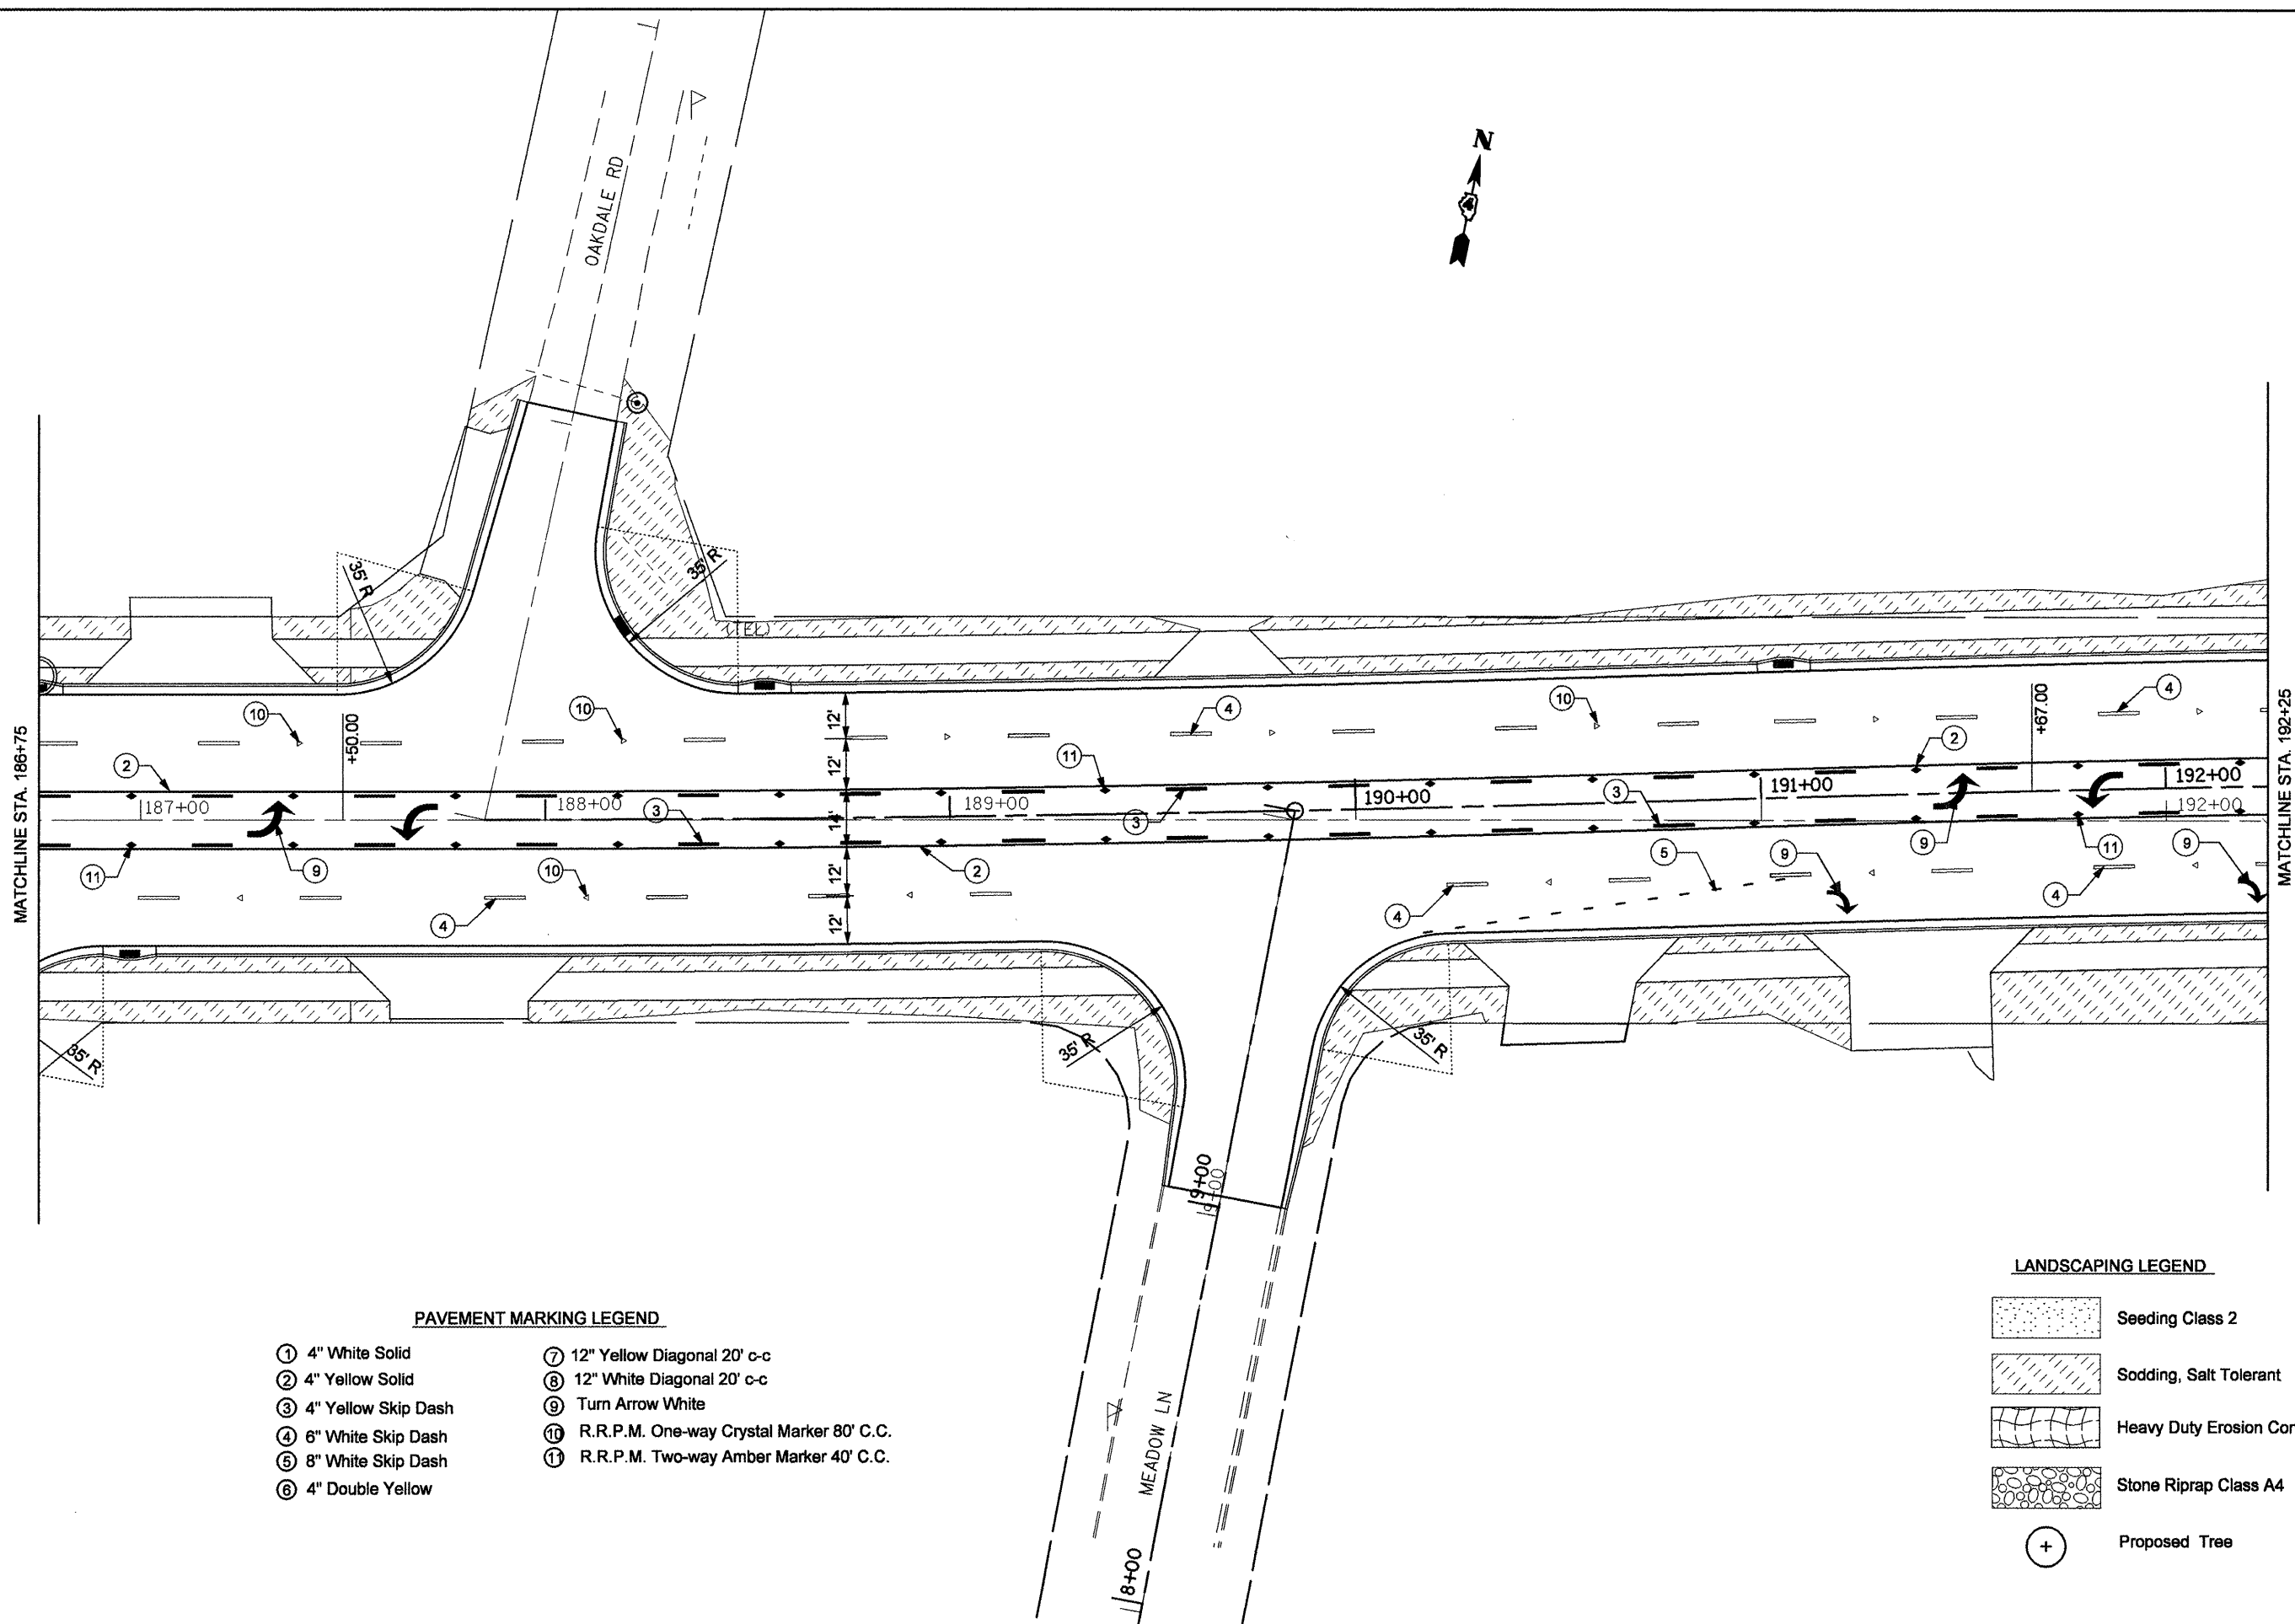 OAKDALE RD
N
4
35' R
35' R
MATCHLINE STA. 186+75
MATCHLINE STA. 192+25
10
+50.00
10
12'
4
10
+67.00
4
2
12'
11
2
187+00
188+00
3
14'
189+00
3
190+00
3
191+00
192+00
192+00
11
9
10
12'
2
5
9
9
11
9
4
12'
4
4
35' R
35' R
35' R
9+00
9+00
MEADOW LN
8+00
PAVEMENT MARKING LEGEND
1 4" White Solid
2 4" Yellow Solid
3 4" Yellow Skip Dash
4 6" White Skip Dash
5 8" White Skip Dash
6 4" Double Yellow
7 12" Yellow Diagonal 20' c-c
8 12" White Diagonal 20' c-c
9 Turn Arrow White
10 R.R.P.M. One-way Crystal Marker 80' C.C.
11 R.R.P.M. Two-way Amber Marker 40' C.C.
LANDSCAPING LEGEND
Seeding Class 2
Sodding, Salt Tolerant
Heavy Duty Erosion Con
Stone Riprap Class A4
Proposed Tree